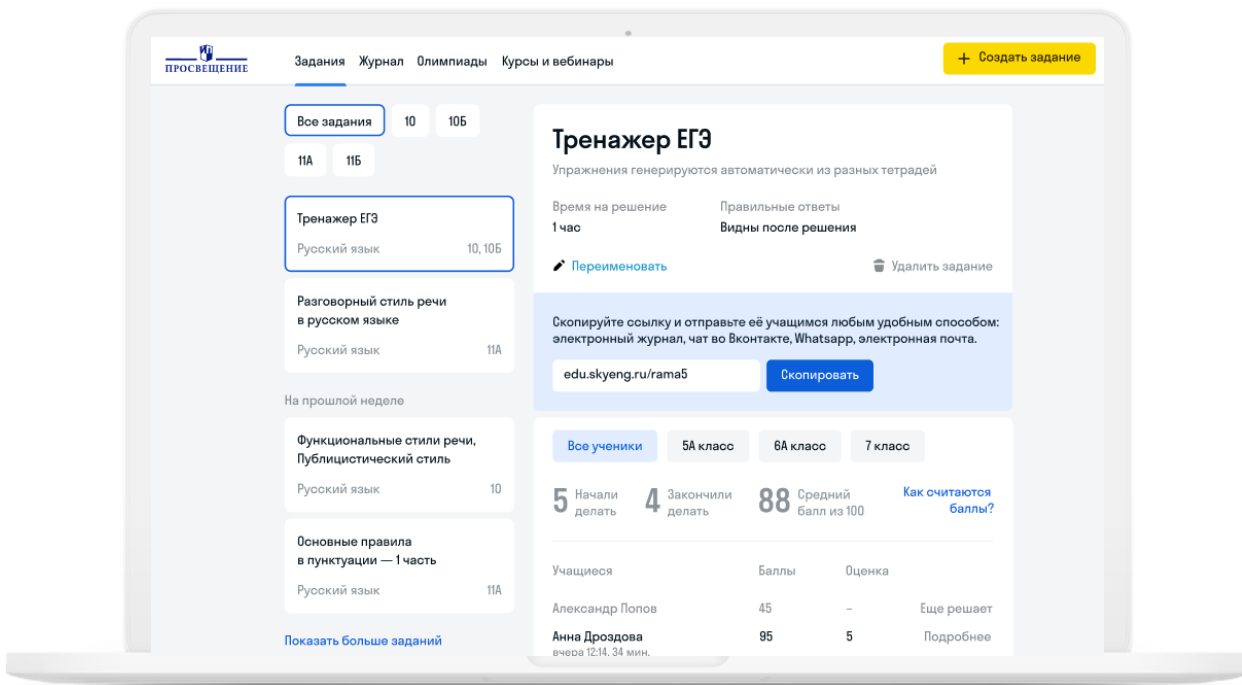 ПРОСВЕЩЕНИЕ
Задания Журнал Олимпиады Курсы и вебинары
+ Создать задание
Все задания 10 10Б
11А 11Б
Тренажер ЕГЭ
Русский язык 10, 10Б
Разговорный стиль речи
в русском языке
Русский язык 11А
На прошлой неделе
Функциональные стили речи,
Публицистический стиль
Русский язык 10
Основные правила
в пунктуации — 1 часть
Русский язык 11А
Показать больше заданий
Тренажер ЕГЭ
Упражнения генерируются автоматически из разных тетрадей
Время на решение Правильные ответы
1 час Видны после решения
Переименовать Удалить задание
Скопируйте ссылку и отправьте её учащимся любым удобным способом:
электронный журнал, чат во Вконтакте, Whatsapp, электронная почта.
edu.skyeng.ru/rama5 Скопировать
Все ученики 5А класс 6А класс 7 класс
5 Начали делать 4 Закончили делать 88 Средний балл из 100 Как считаются баллы?
Учащиеся Баллы Оценка
Александр Попов 45 – Еще решает
Анна Дроздова 95 5 Подробнее
вчера 12:14, 34 мин.